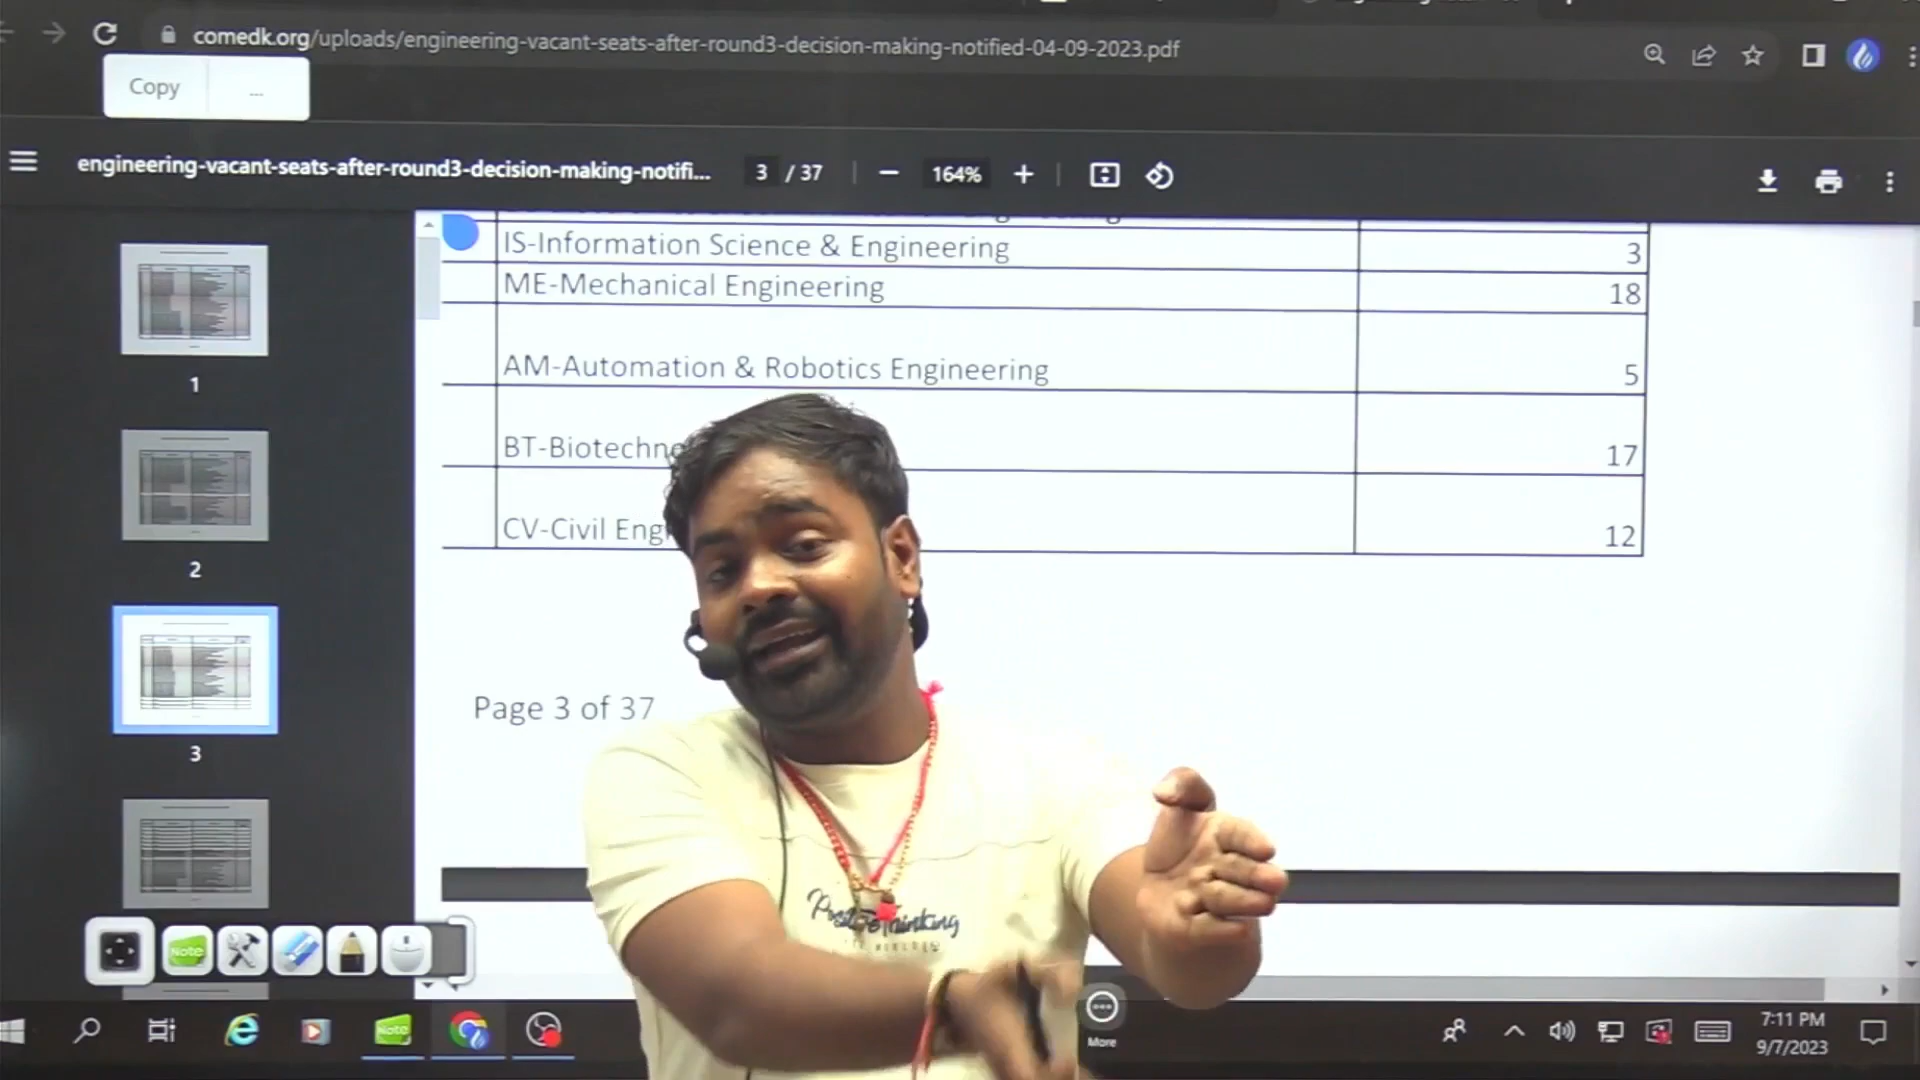 comedk.org/uploads/engineering-vacant-seats-after-round3-decision-making-notified-04-09-2023.pdf
Copy ...
engineering-vacant-seats-after-round3-decision-making-notifi... 3 / 37 − 164% +
IS-Information Science & Engineering 3
ME-Mechanical Engineering 18
AM-Automation & Robotics Engineering 5
BT-Biotechn 17
CV-Civil Eng 12
Page 3 of 37
1
2
3
Thinking
Note
Note
More
7:11 PM
9/7/2023